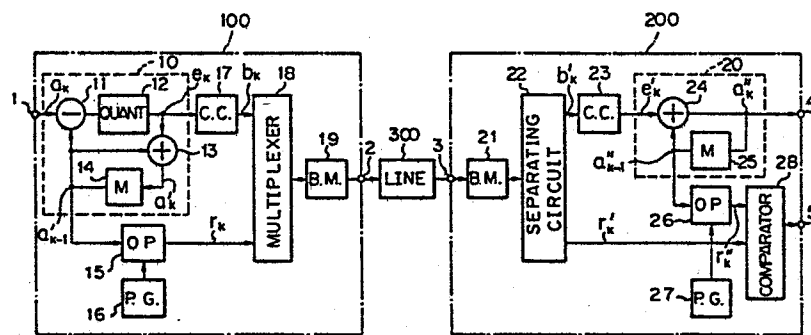 100
200
10
11
12
QUANT
13
14
M
15
O P
16
P. G.
17
C.C.
18
MULTIPLEXER
19
B.M.
1
2
300
LINE
3
21
B.M.
22
SEPARATING CIRCUIT
23
C.C.
20
24
25
M
26
O P
27
P. G.
28
COMPARATOR
4
5
aₖ
eₖ
bₖ
a'ₖ
a'ₖ₋₁
rₖ
b'ₖ
e'ₖ
a''ₖ
a''ₖ₋₁
r'ₖ
r''ₖ